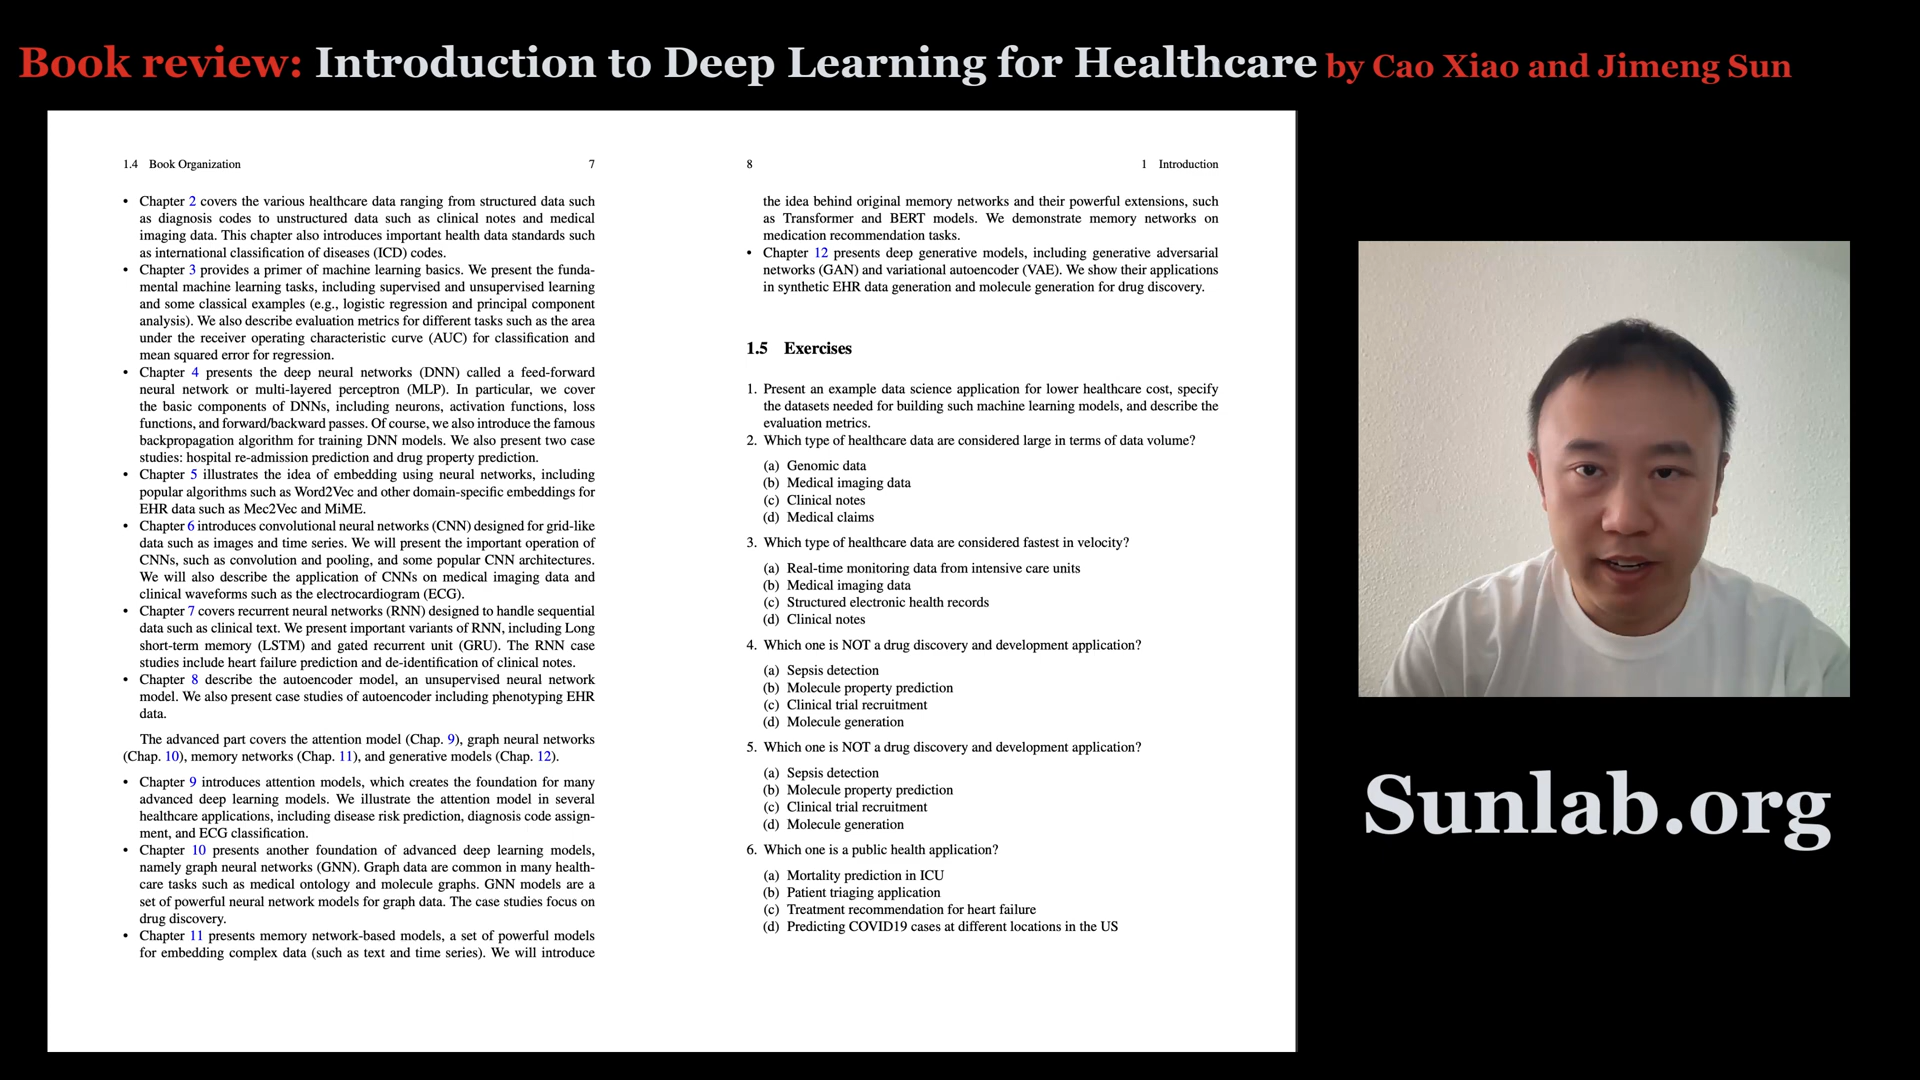 Book review: Introduction to Deep Learning for Healthcare by Cao Xiao and Jimeng Sun
1.4 Book Organization 7
• Chapter 2 covers the various healthcare data ranging from structured data such
as diagnosis codes to unstructured data such as clinical notes and medical
imaging data. This chapter also introduces important health data standards such
as international classification of diseases (ICD) codes.
• Chapter 3 provides a primer of machine learning basics. We present the funda-
mental machine learning tasks, including supervised and unsupervised learning
and some classical examples (e.g., logistic regression and principal component
analysis). We also describe evaluation metrics for different tasks such as the area
under the receiver operating characteristic curve (AUC) for classification and
mean squared error for regression.
• Chapter 4 presents the deep neural networks (DNN) called a feed-forward
neural network or multi-layered perceptron (MLP). In particular, we cover
the basic components of DNNs, including neurons, activation functions, loss
functions, and forward/backward passes. Of course, we also introduce the famous
backpropagation algorithm for training DNN models. We also present two case
studies: hospital re-admission prediction and drug property prediction.
• Chapter 5 illustrates the idea of embedding using neural networks, including
popular algorithms such as Word2Vec and other domain-specific embeddings for
EHR data such as Mec2Vec and MiME.
• Chapter 6 introduces convolutional neural networks (CNN) designed for grid-like
data such as images and time series. We will present the important operation of
CNNs, such as convolution and pooling, and some popular CNN architectures.
We will also describe the application of CNNs on medical imaging data and
clinical waveforms such as the electrocardiogram (ECG).
• Chapter 7 covers recurrent neural networks (RNN) designed to handle sequential
data such as clinical text. We present important variants of RNN, including Long
short-term memory (LSTM) and gated recurrent unit (GRU). The RNN case
studies include heart failure prediction and de-identification of clinical notes.
• Chapter 8 describe the autoencoder model, an unsupervised neural network
model. We also present case studies of autoencoder including phenotyping EHR
data.
The advanced part covers the attention model (Chap. 9), graph neural networks
(Chap. 10), memory networks (Chap. 11), and generative models (Chap. 12).
• Chapter 9 introduces attention models, which creates the foundation for many
advanced deep learning models. We illustrate the attention model in several
healthcare applications, including disease risk prediction, diagnosis code assign-
ment, and ECG classification.
• Chapter 10 presents another foundation of advanced deep learning models,
namely graph neural networks (GNN). Graph data are common in many health-
care tasks such as medical ontology and molecule graphs. GNN models are a
set of powerful neural network models for graph data. The case studies focus on
drug discovery.
• Chapter 11 presents memory network-based models, a set of powerful models
for embedding complex data (such as text and time series). We will introduce
8 1 Introduction
the idea behind original memory networks and their powerful extensions, such
as Transformer and BERT models. We demonstrate memory networks on
medication recommendation tasks.
• Chapter 12 presents deep generative models, including generative adversarial
networks (GAN) and variational autoencoder (VAE). We show their applications
in synthetic EHR data generation and molecule generation for drug discovery.
1.5 Exercises
1. Present an example data science application for lower healthcare cost, specify
the datasets needed for building such machine learning models, and describe the
evaluation metrics.
2. Which type of healthcare data are considered large in terms of data volume?
(a) Genomic data
(b) Medical imaging data
(c) Clinical notes
(d) Medical claims
3. Which type of healthcare data are considered fastest in velocity?
(a) Real-time monitoring data from intensive care units
(b) Medical imaging data
(c) Structured electronic health records
(d) Clinical notes
4. Which one is NOT a drug discovery and development application?
(a) Sepsis detection
(b) Molecule property prediction
(c) Clinical trial recruitment
(d) Molecule generation
5. Which one is NOT a drug discovery and development application?
(a) Sepsis detection
(b) Molecule property prediction
(c) Clinical trial recruitment
(d) Molecule generation
6. Which one is a public health application?
(a) Mortality prediction in ICU
(b) Patient triaging application
(c) Treatment recommendation for heart failure
(d) Predicting COVID19 cases at different locations in the US
Sunlab.org